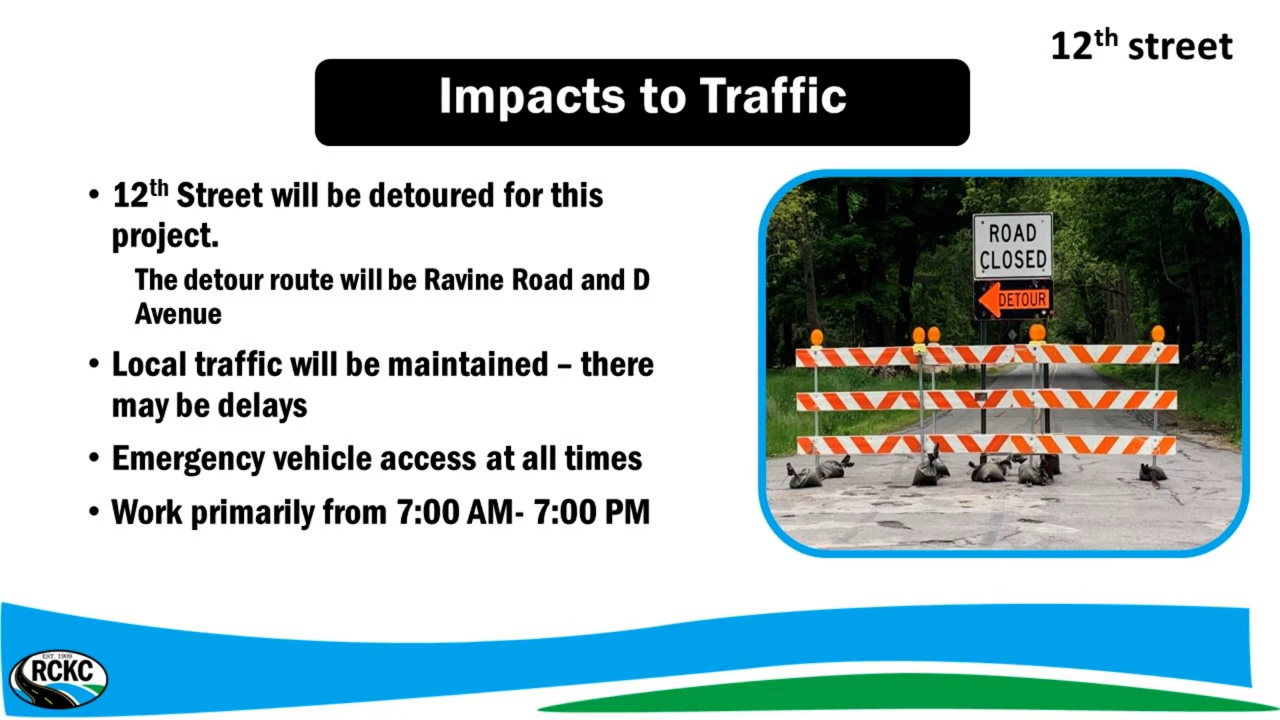 12th street
Impacts to Traffic
• 12th Street will be detoured for this
project.
The detour route will be Ravine Road and D
Avenue
• Local traffic will be maintained – there
may be delays
• Emergency vehicle access at all times
• Work primarily from 7:00 AM- 7:00 PM
ROAD
CLOSED
DETOUR
EST. 1909
RCKC